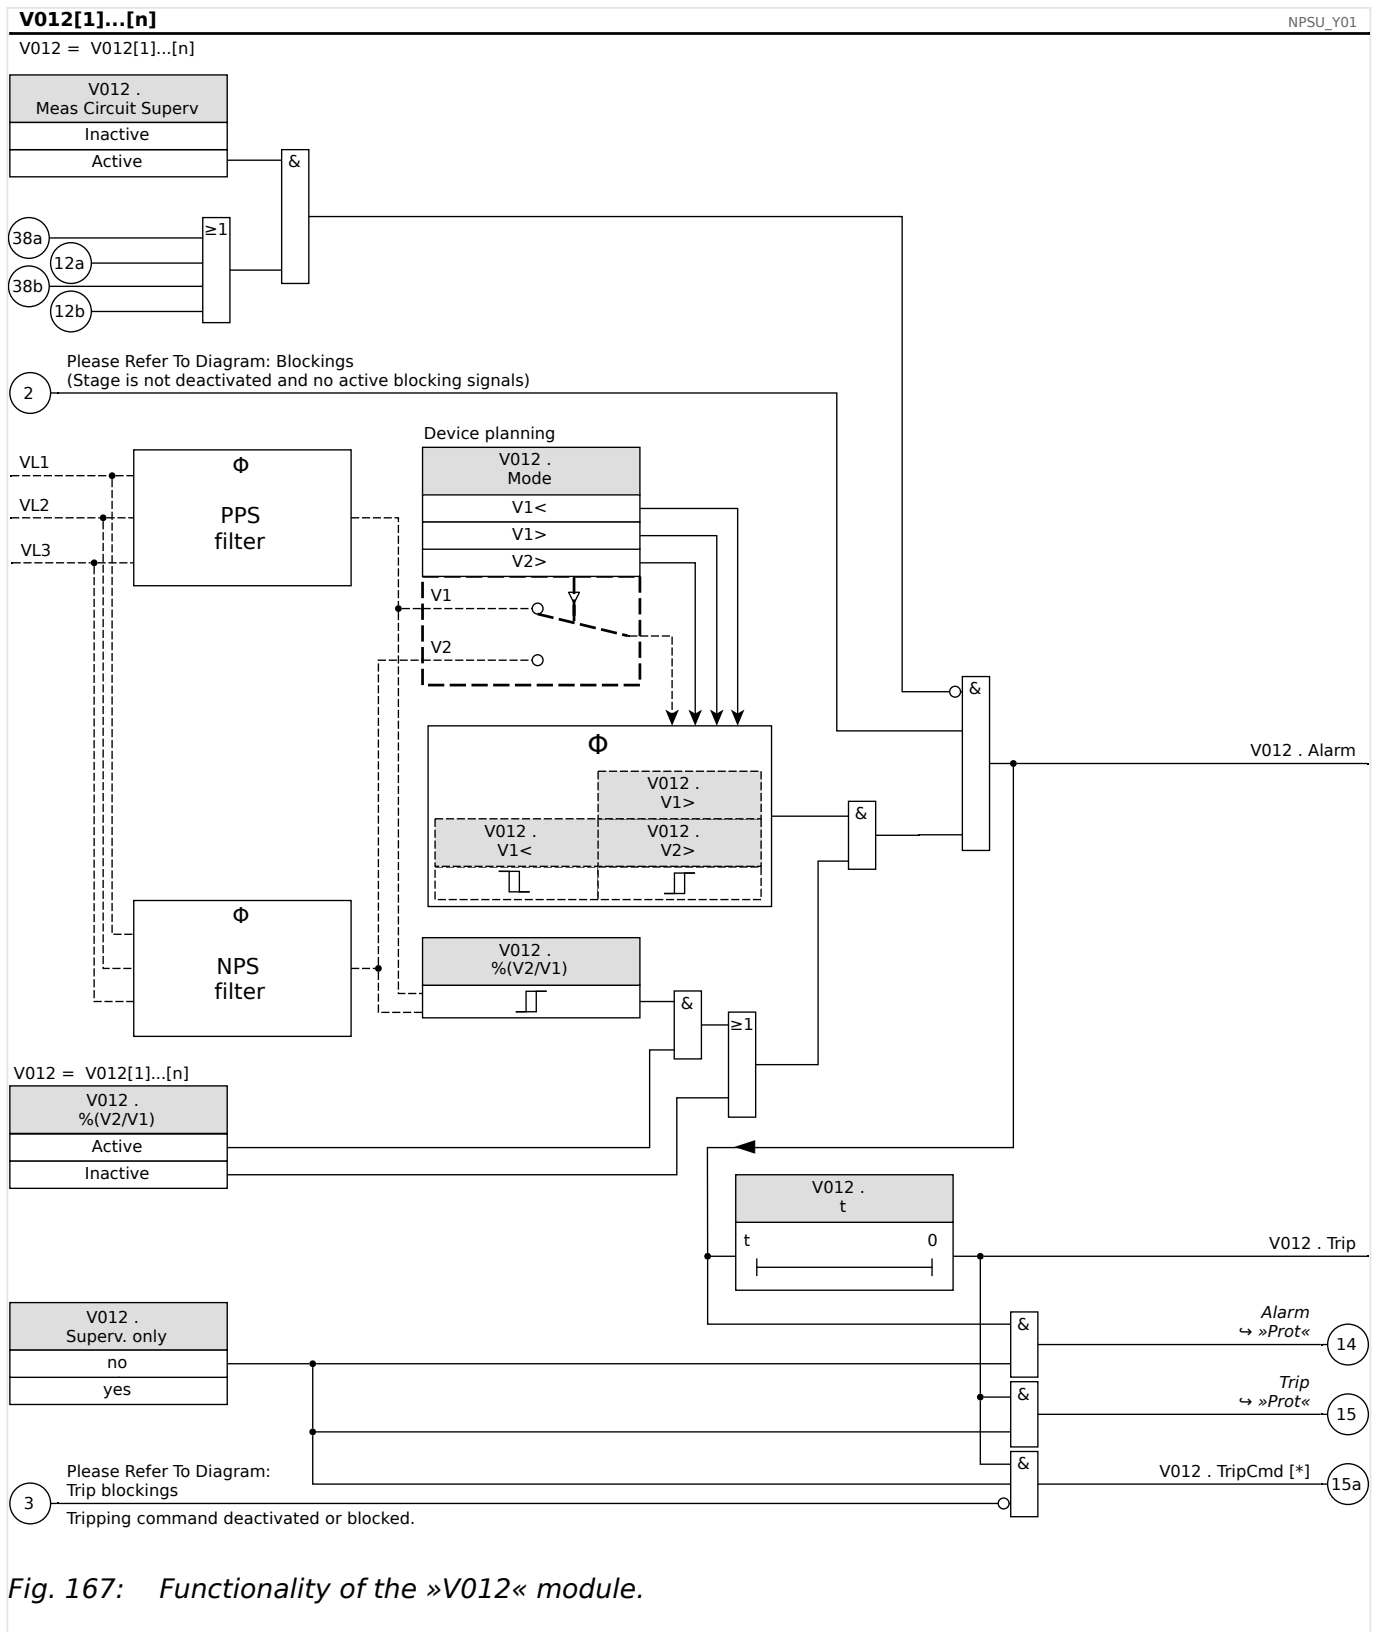 V012[1]...[n]
NPSU_Y01
V012 = V012[1]...[n]
V012 .
Meas Circuit Superv
Inactive
Active
&
38a
≥1
12a
38b
12b
Please Refer To Diagram: Blockings
(Stage is not deactivated and no active blocking signals)
2
Device planning
VL1
VL2
VL3
Φ
PPS
filter
V012 .
Mode
V1<
V1>
V2>
V1
V2
&
V012 . Alarm
Φ
V012 .
V1>
V012 .
V1<
V012 .
V2>
&
Φ
NPS
filter
V012 .
%(V2/V1)
&
≥1
V012 = V012[1]...[n]
V012 .
%(V2/V1)
Active
Inactive
V012 .
t
t
0
V012 . Trip
V012 .
Superv. only
no
yes
&
Alarm
↪ »Prot«
14
&
Trip
↪ »Prot«
15
&
V012 . TripCmd [*]
15a
Please Refer To Diagram:
Trip blockings
3
Tripping command deactivated or blocked.
Fig. 167: Functionality of the »V012« module.